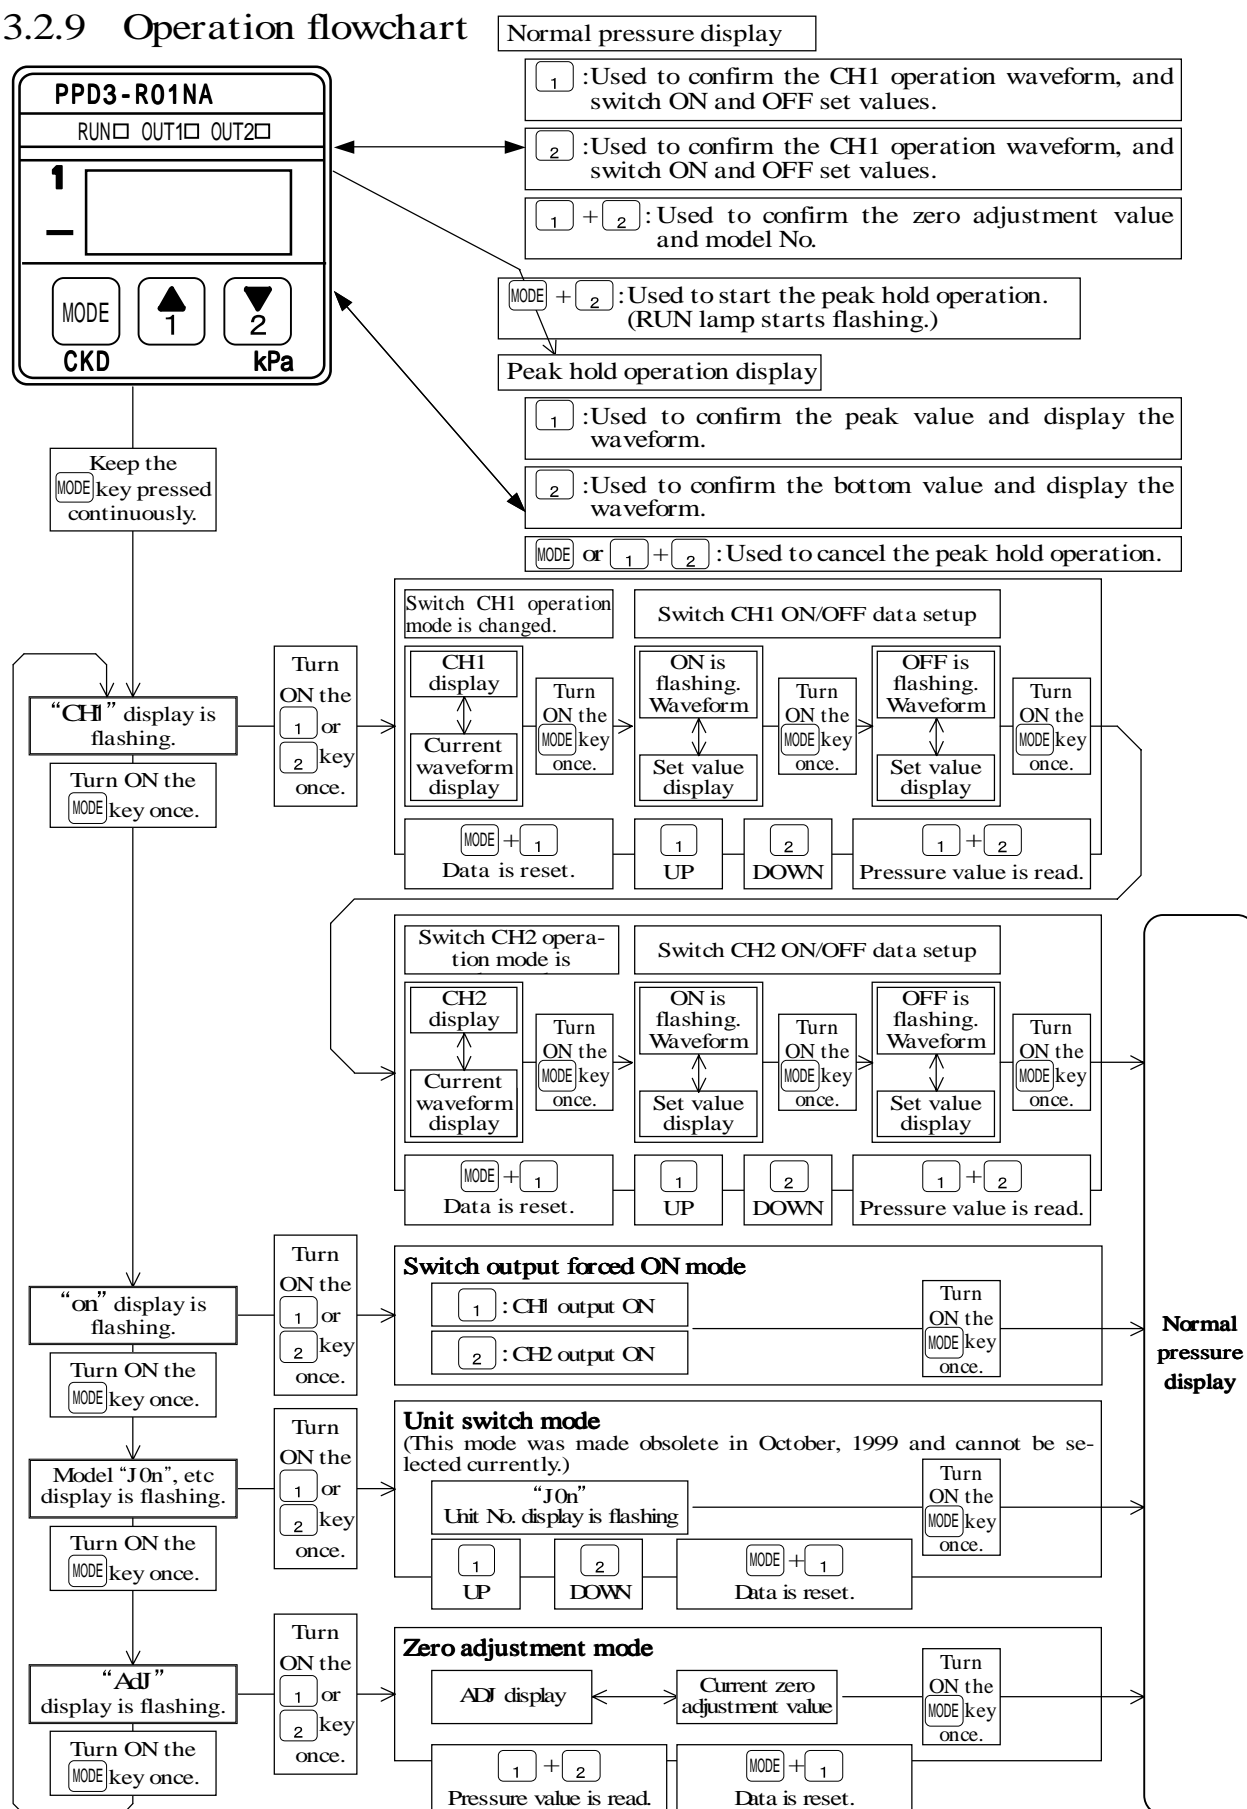 3.2.9 Operation flowchart
Normal pressure display
PPD3-R01NA
RUN OUT1 OUT2
1
MODE
1
2
CKD
kPa
1 :Used to confirm the CH1 operation waveform, and
switch ON and OFF set values.
2 :Used to confirm the CH1 operation waveform, and
switch ON and OFF set values.
1 + 2 : Used to confirm the zero adjustment value
and model No.
MODE + 2 : Used to start the peak hold operation.
(RUN lamp starts flashing.)
Peak hold operation display
1 :Used to confirm the peak value and display the
waveform.
2 :Used to confirm the bottom value and display the
waveform.
MODE or 1 + 2 : Used to cancel the peak hold operation.
Keep the
MODE key pressed
continuously.
"CH1" display is
flashing.
Turn ON the
MODE key once.
Turn
ON the
1 or
2 key
once.
Switch CH1 operation
mode is changed.
Switch CH1 ON/OFF data setup
CH1
display
Current
waveform
display
Turn
ON the
MODE key
once.
ON is
flashing.
Waveform
Set value
display
Turn
ON the
MODE key
once.
OFF is
flashing.
Waveform
Set value
display
Turn
ON the
MODE key
once.
MODE + 1
Data is reset.
1
UP
2
DOWN
1 + 2
Pressure value is read.
Switch CH2 opera-
tion mode is
Switch CH2 ON/OFF data setup
CH2
display
Current
waveform
display
Turn
ON the
MODE key
once.
ON is
flashing.
Waveform
Set value
display
Turn
ON the
MODE key
once.
OFF is
flashing.
Waveform
Set value
display
Turn
ON the
MODE key
once.
MODE + 1
Data is reset.
1
UP
2
DOWN
1 + 2
Pressure value is read.
"on" display is
flashing.
Turn ON the
MODE key once.
Turn
ON the
1 or
2 key
once.
Switch output forced ON mode
1 : CH1 output ON
2 : CH2 output ON
Turn
ON the
MODE key
once.
Normal
pressure
display
Model "J0n", etc
display is flashing.
Turn ON the
MODE key once.
Turn
ON the
1 or
2 key
once.
Unit switch mode
(This mode was made obsolete in October, 1999 and cannot be se-
lected currently.)
"J0n"
Unit No. display is flashing
Turn
ON the
MODE key
once.
1
UP
2
DOWN
MODE + 1
Data is reset.
"AdJ"
display is flashing.
Turn ON the
MODE key once.
Turn
ON the
1 or
2 key
once.
Zero adjustment mode
ADJ display
Current zero
adjustment value
Turn
ON the
MODE key
once.
1 + 2
Pressure value is read.
MODE + 1
Data is reset.